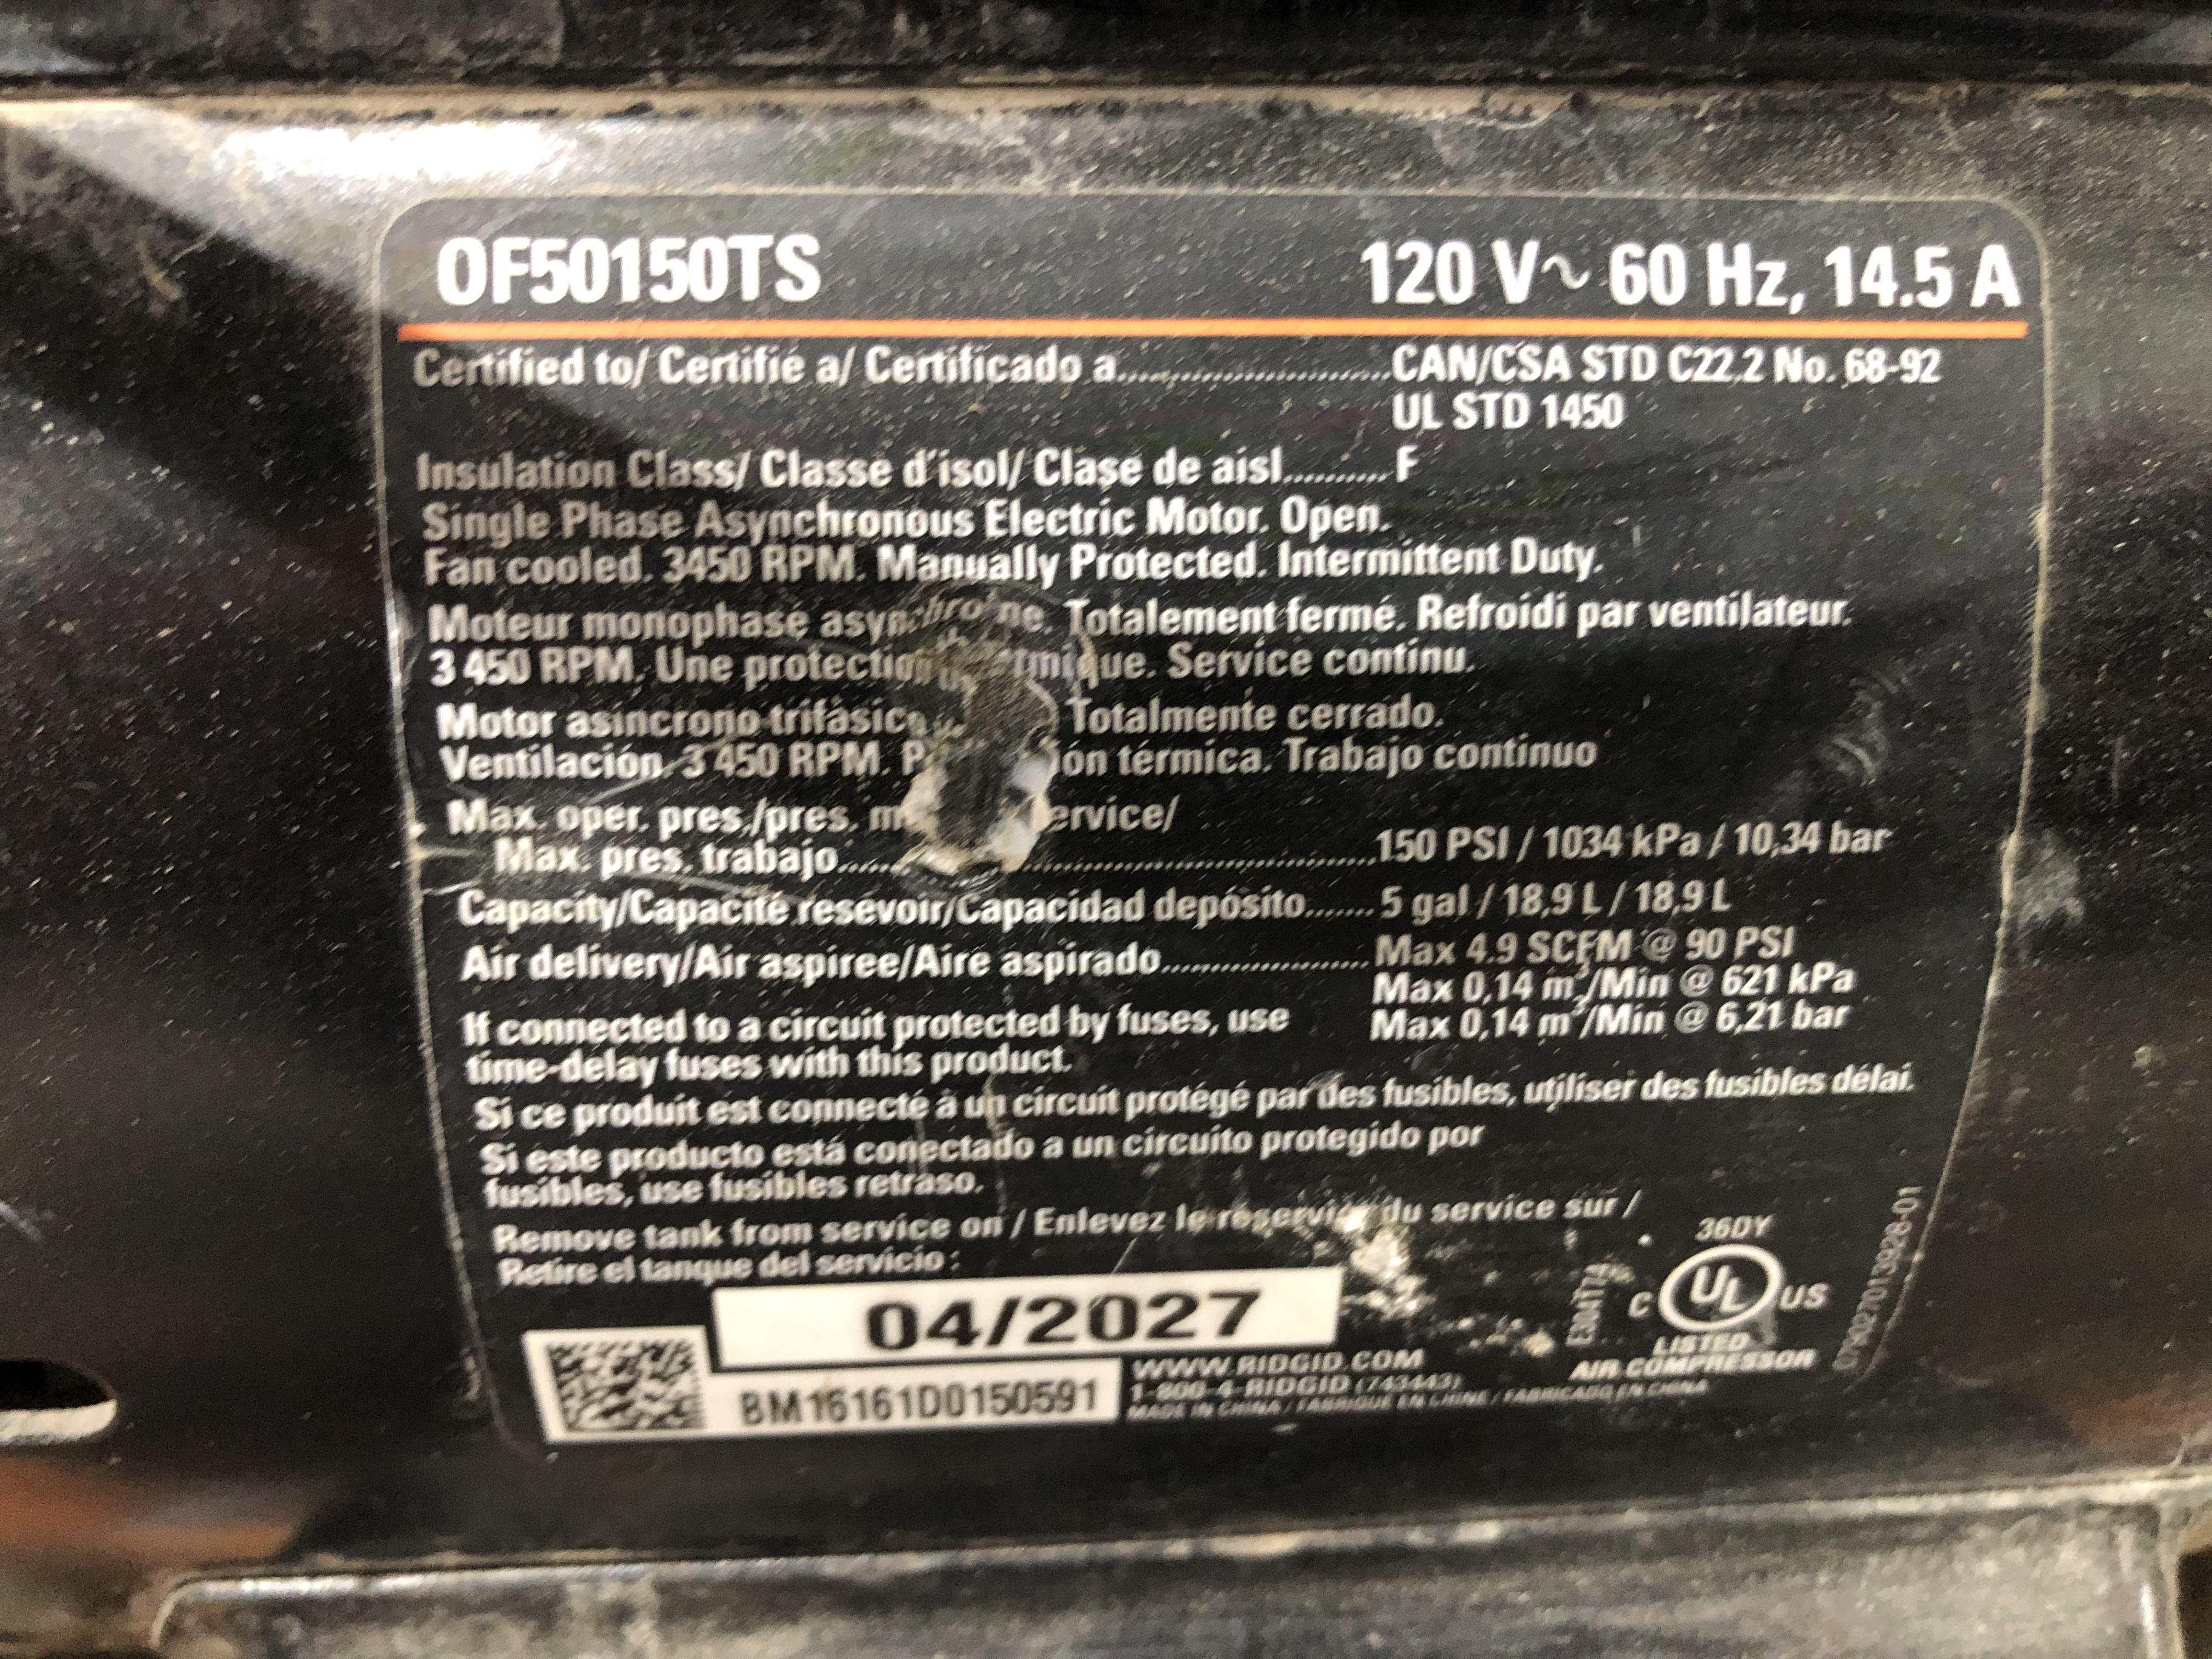 OF50150TS 120 V~ 60 Hz, 14.5 A
Certified to/ Certifié a/ Certificado a........................CAN/CSA STD C22.2 No. 68-92
UL STD 1450
Insulation Class/ Classe d'isol/ Clase de aisl..........F
Single Phase Asynchronous Electric Motor. Open.
Fan cooled. 3450 RPM. Manually Protected. Intermittent Duty.
Moteur monophase Totalement fermé. Refroidi par ventilateur.
3 450 RPM. Une Service continu.
Motor asincrono Totalmente cerrado.
Ventilación. 3 450 RPM. térmica. Trabajo continuo
Max. oper. pres./pres.
Max. pres. trabajo........................150 PSI / 1034 kPa / 10,34 bar
Capacity/Capacité resevoir/Capacidad depósito.......5 gal / 18,9 L / 18,9 L
Air delivery/Air aspiree/Aire aspirado...................Max 4.9 SCFM @ 90 PSI
Max 0,14 m³/Min @ 621 kPa
Max 0,14 m³/Min @ 6,21 bar
If connected to a circuit protected by fuses, use
time-delay fuses with this product.
Si ce produit est connecté à un circuit protégé par des fusibles, utiliser des fusibles délai.
Si este producto está conectado a un circuito protegido por
fusibles, use fusibles retraso.
Remove tank from service on / Enlevez le du service sur /
Retire el tanque del servicio :
04/2027
BM16161D0150591
WWW.RIDGID.COM
1-800-4-RIDGID (743443)
MADE IN CHINA / FABRIQUÉ EN CHINE / FABRICADO EN CHINA
36DY
C UL US
LISTED
AIR COMPRESSOR